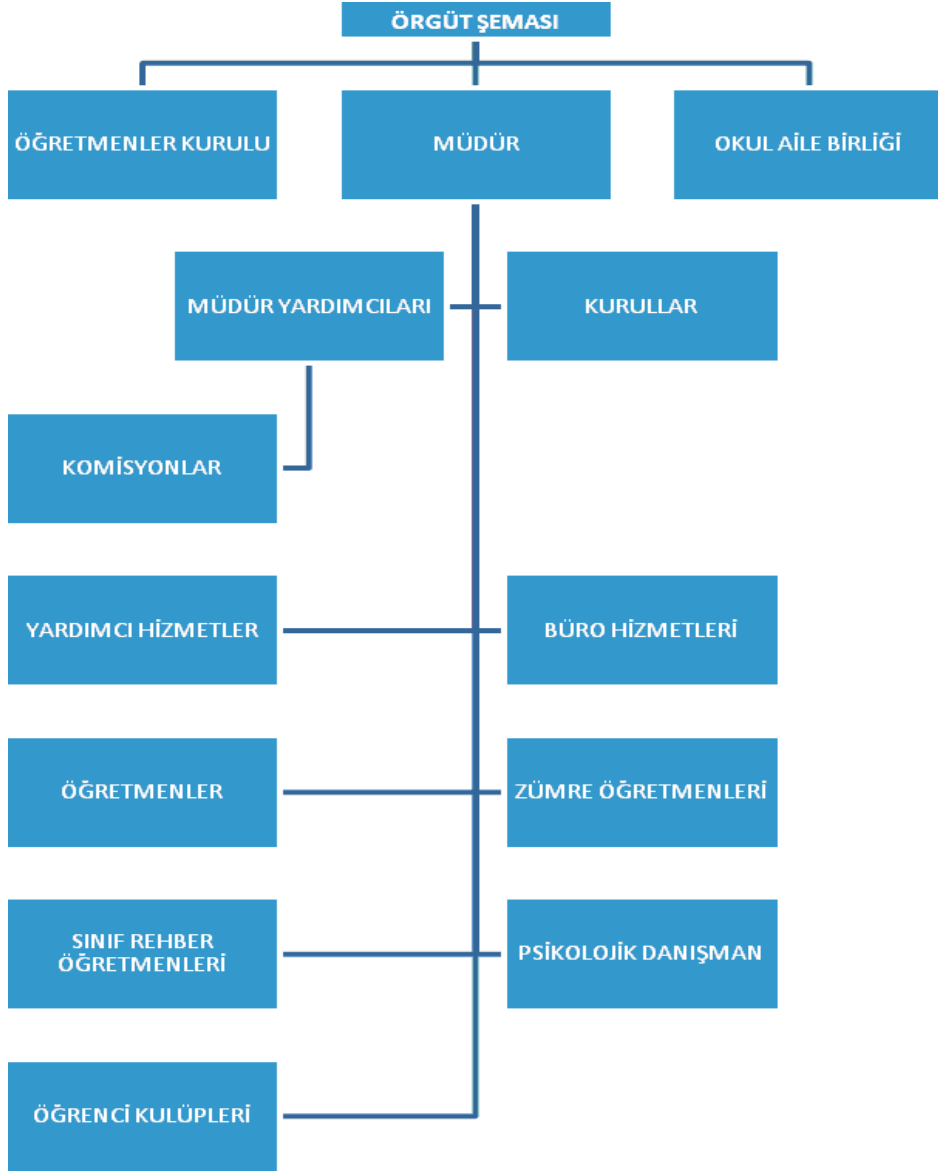 ÖRGÜT ŞEMASI
ÖĞRETMENLER KURULU
MÜDÜR
OKUL AİLE BİRLİĞİ
MÜDÜR YARDIMCILARI
KURULLAR
KOMİSYONLAR
YARDIMCI HİZMETLER
BÜRO HİZMETLERİ
ÖĞRETMENLER
ZÜMRE ÖĞRETMENLERİ
SINIF REHBER
ÖĞRETMENLERİ
PSİKOLOJİK DANIŞMAN
ÖĞRENCİ KULÜPLERİ